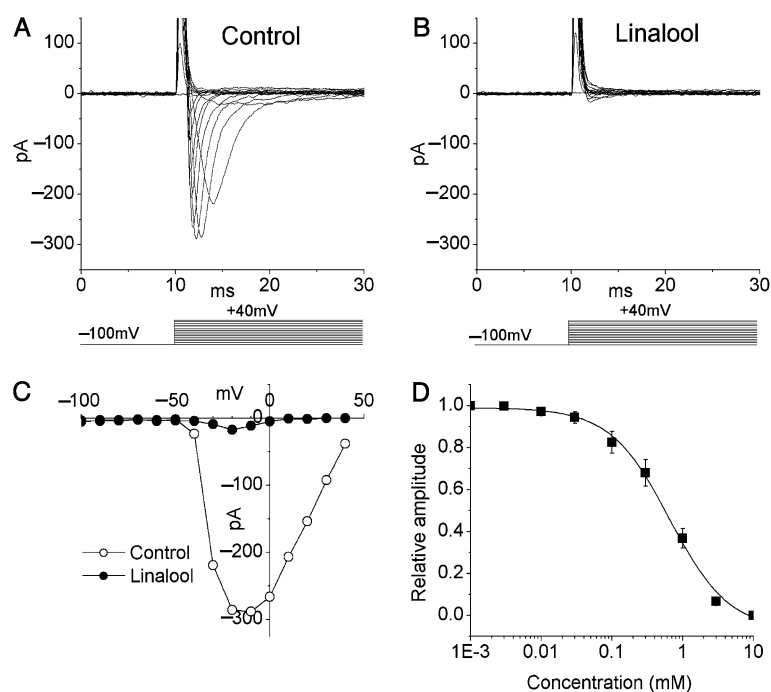 A
Control
100
0
–100
–200
–300
pA
0
10
20
30
ms
+40mV
–100mV
B
Linalool
100
0
–100
–200
–300
pA
0
10
20
30
ms
+40mV
–100mV
C
–100
–50
mV
50
0
–100
–200
–300
pA
Control
Linalool
D
1.0
0.8
0.6
0.4
0.2
0.0
Relative amplitude
1E-3
0.01
0.1
1
10
Concentration (mM)